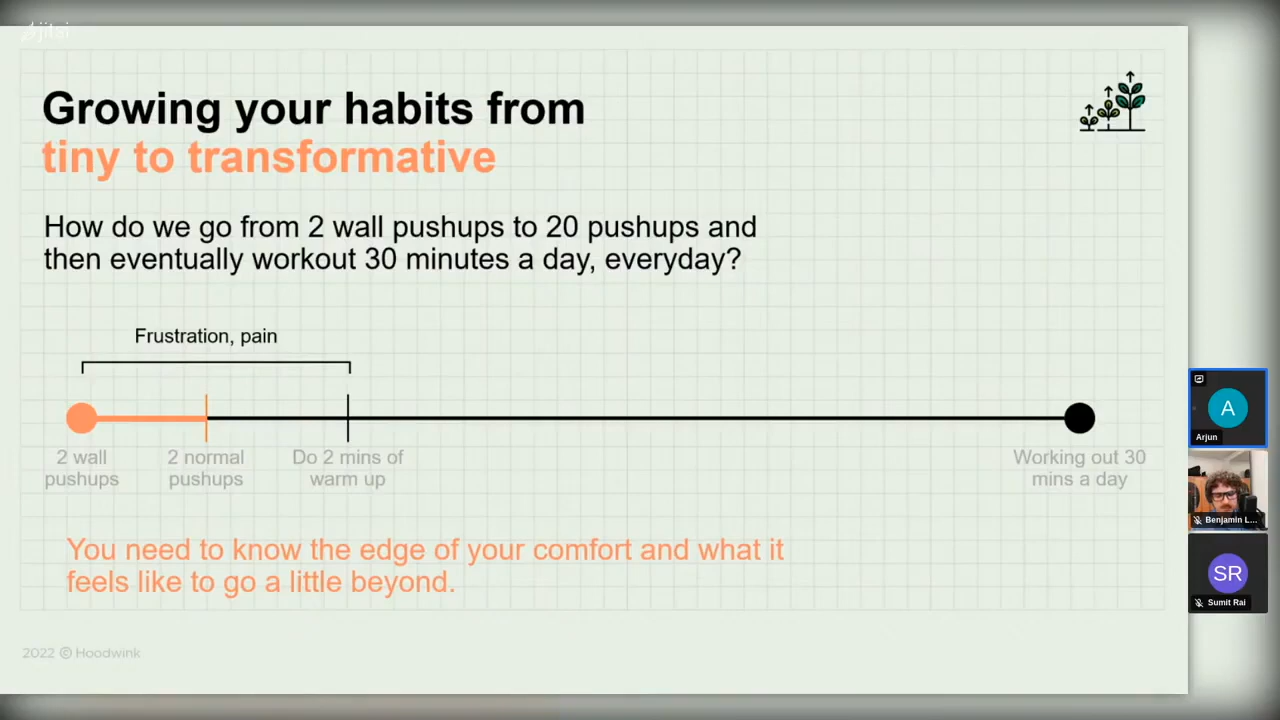 jitsi
Growing your habits from
tiny to transformative
How do we go from 2 wall pushups to 20 pushups and
then eventually workout 30 minutes a day, everyday?
Frustration, pain
2 wall
pushups
2 normal
pushups
Do 2 mins of
warm up
Working out 30
mins a day
You need to know the edge of your comfort and what it
feels like to go a little beyond.
2022 © Hoodwink
A
Arjun
Benjamin L...
SR
Sumit Rai